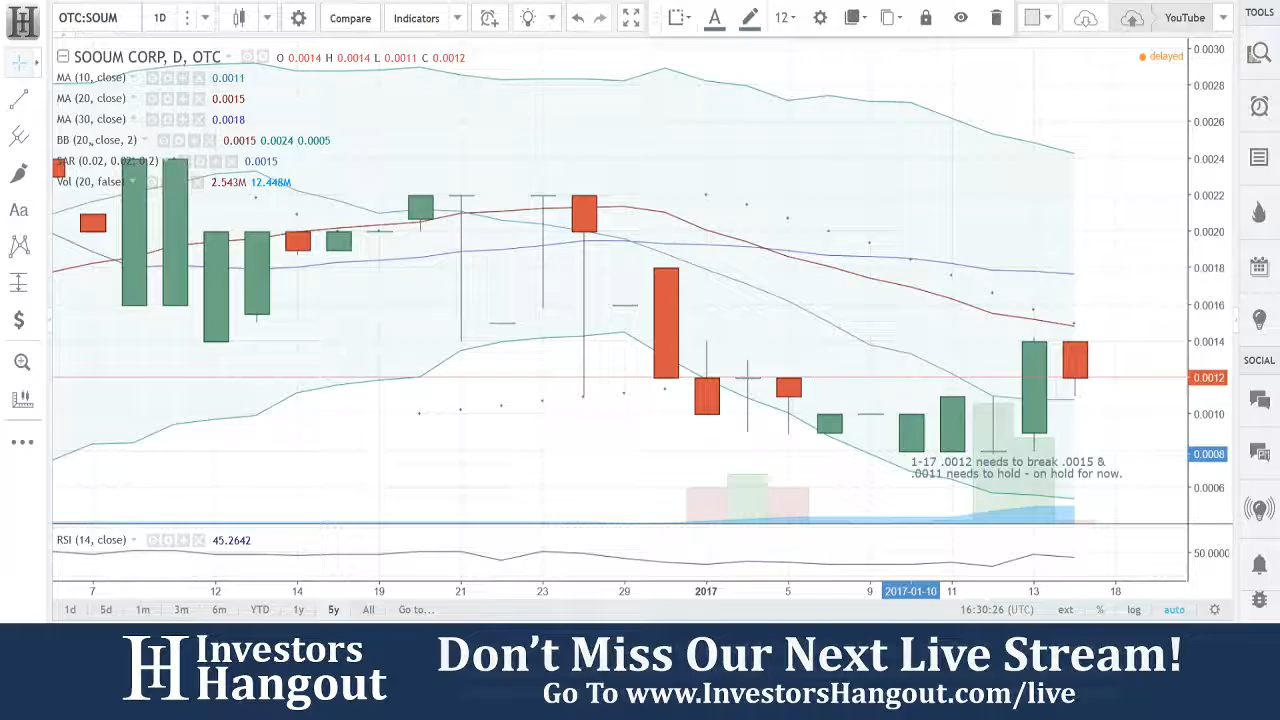 OTC:SOUM 1D Compare Indicators 12 YouTube TOOLS
SOOUM CORP, D, OTC O 0.0014 H 0.0014 L 0.0011 C 0.0012
delayed
MA (10, close) 0.0011
MA (20, close) 0.0015
MA (30, close) 0.0018
BB (20, close, 2) 0.0015 0.0024 0.0005
SAR (0.02, 0.02, 0.2) 0.0015
Vol (20, false) 2.543M 12.448M
0.0030
0.0028
0.0026
0.0024
0.0022
0.0020
0.0018
0.0016
0.0014
0.0012
0.0010
0.0008
0.0006
SOCIAL
Aa
$
1-17 .0012 needs to break .0015 &
.0011 needs to hold - on hold for now.
RSI (14, close) 45.2642
50.0000
7 12 14 19 21 23 29 2017 5 9 2017-01-10 11 13 18
1d 5d 1m 3m 6m YTD 1y 5y All Go to... 16:30:26 (UTC) ext % log auto
H Investors
Hangout
Don't Miss Our Next Live Stream!
Go To www.InvestorsHangout.com/live